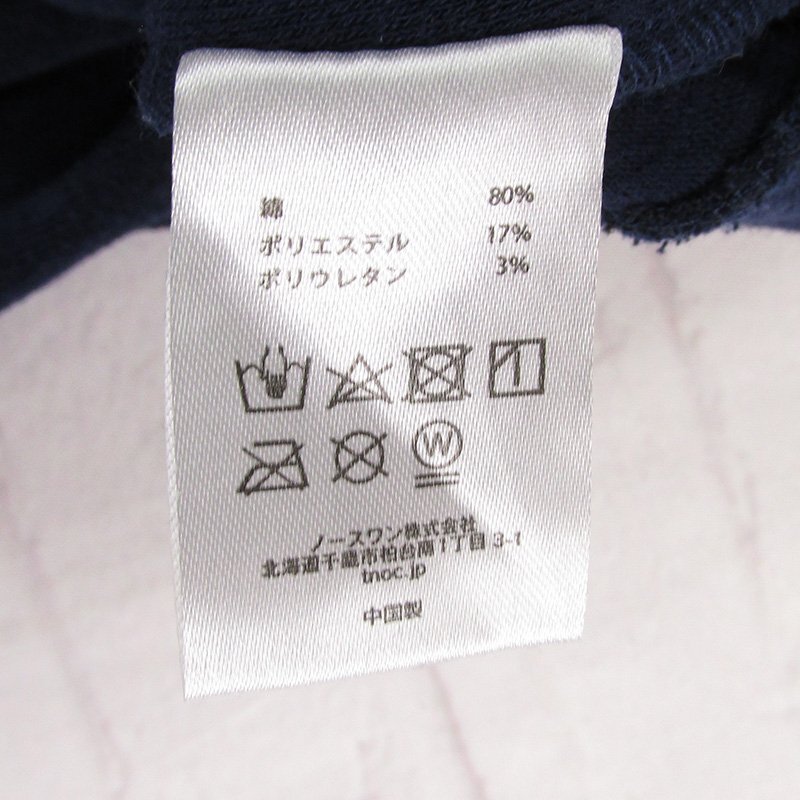 綿 80%
ポリエステル 17%
ポリウレタン 3%
W
ノースワン株式会社
北海道千歳市柏台南1丁目 3-1
tnoc.jp
中国製